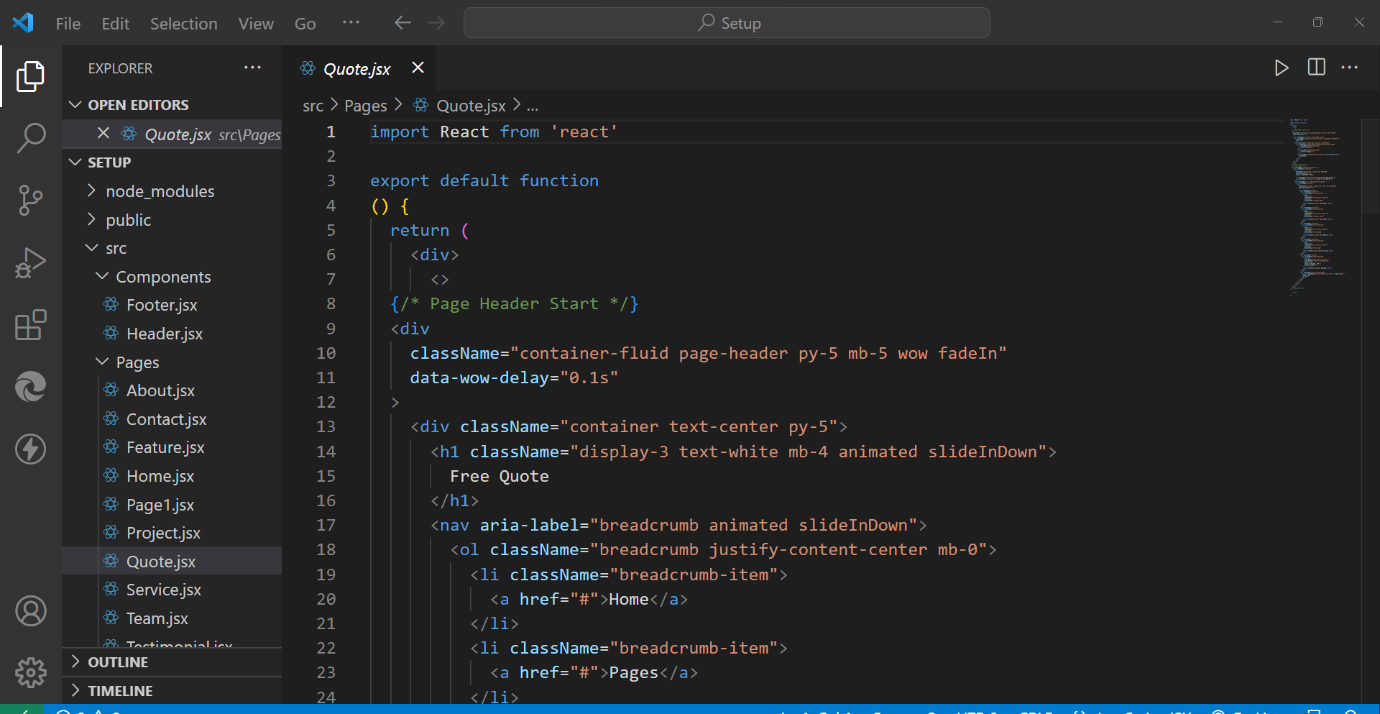 File Edit Selection View Go ··· Setup
EXPLORER ···
OPEN EDITORS
Quote.jsx src\Pages
SETUP
node_modules
public
src
Components
Footer.jsx
Header.jsx
Pages
About.jsx
Contact.jsx
Feature.jsx
Home.jsx
Page1.jsx
Project.jsx
Quote.jsx
Service.jsx
Team.jsx
Testimonial.jsx
OUTLINE
TIMELINE
Quote.jsx
src > Pages > Quote.jsx > ...
1 import React from 'react'
2
3 export default function
4 () {
5 return (
6 <div>
7 <>
8 {/* Page Header Start */}
9 <div
10 className="container-fluid page-header py-5 mb-5 wow fadeIn"
11 data-wow-delay="0.1s"
12 >
13 <div className="container text-center py-5">
14 <h1 className="display-3 text-white mb-4 animated slideInDown">
15 Free Quote
16 </h1>
17 <nav aria-label="breadcrumb animated slideInDown">
18 <ol className="breadcrumb justify-content-center mb-0">
19 <li className="breadcrumb-item">
20 <a href="#">Home</a>
21 </li>
22 <li className="breadcrumb-item">
23 <a href="#">Pages</a>
24 </li>